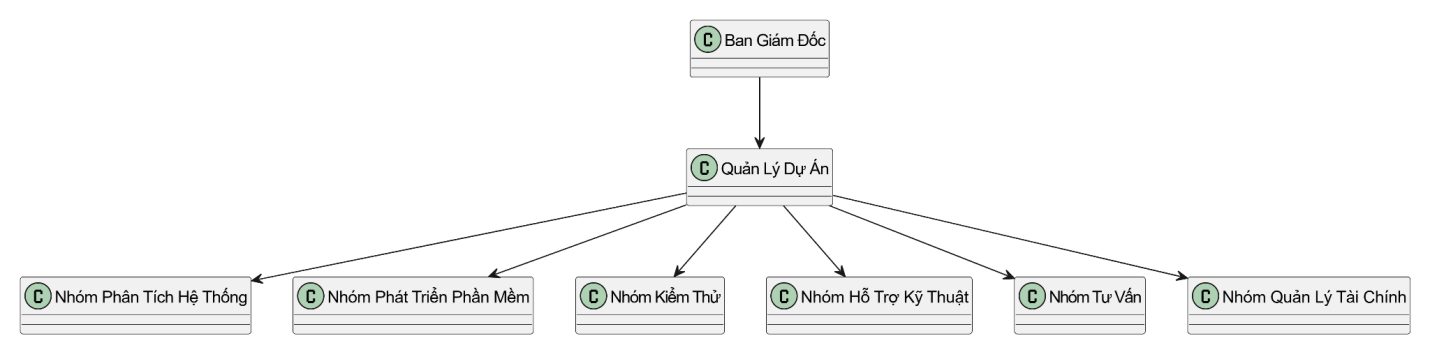 C Ban Giám Đốc
C Quản Lý Dự Án
C Nhóm Phân Tích Hệ Thống
C Nhóm Phát Triển Phần Mềm
C Nhóm Kiểm Thử
C Nhóm Hỗ Trợ Kỹ Thuật
C Nhóm Tư Vấn
C Nhóm Quản Lý Tài Chính